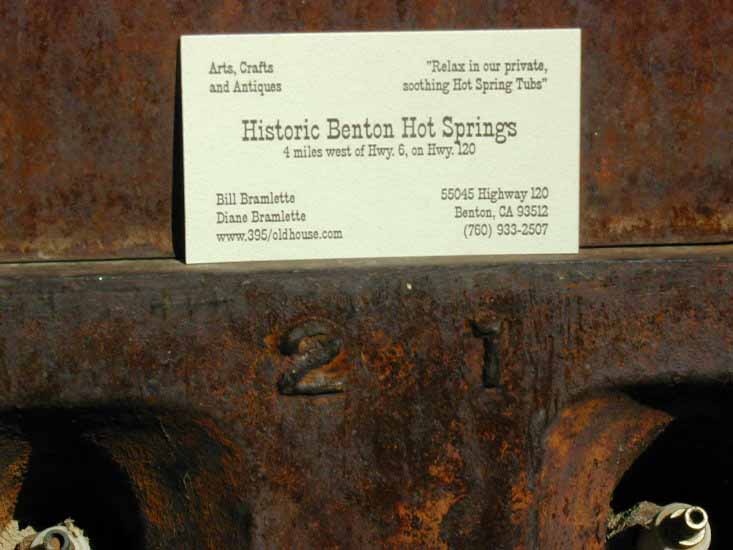 Arts, Crafts
and Antiques
"Relax in our private,
soothing Hot Spring Tubs"
Historic Benton Hot Springs
4 miles west of Hwy. 6, on Hwy. 120
Bill Bramlette
Diane Bramlette
www.395/oldhouse.com
55045 Highway 120
Benton, CA 93512
(760) 933-2507
2 1